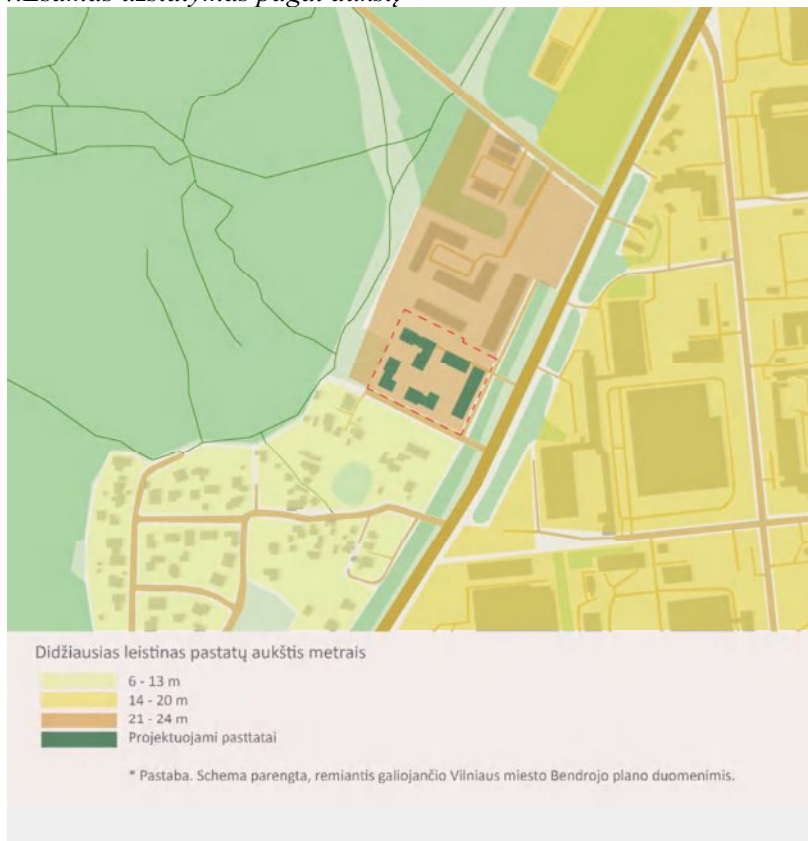 Didžiausias leistinas pastatų aukštis metrais
6 - 13 m
14 - 20 m
21 - 24 m
Projektuojami pasttatai
* Pastaba. Schema parengta, remiantis galiojančio Vilniaus miesto Bendrojo plano duomenimis.